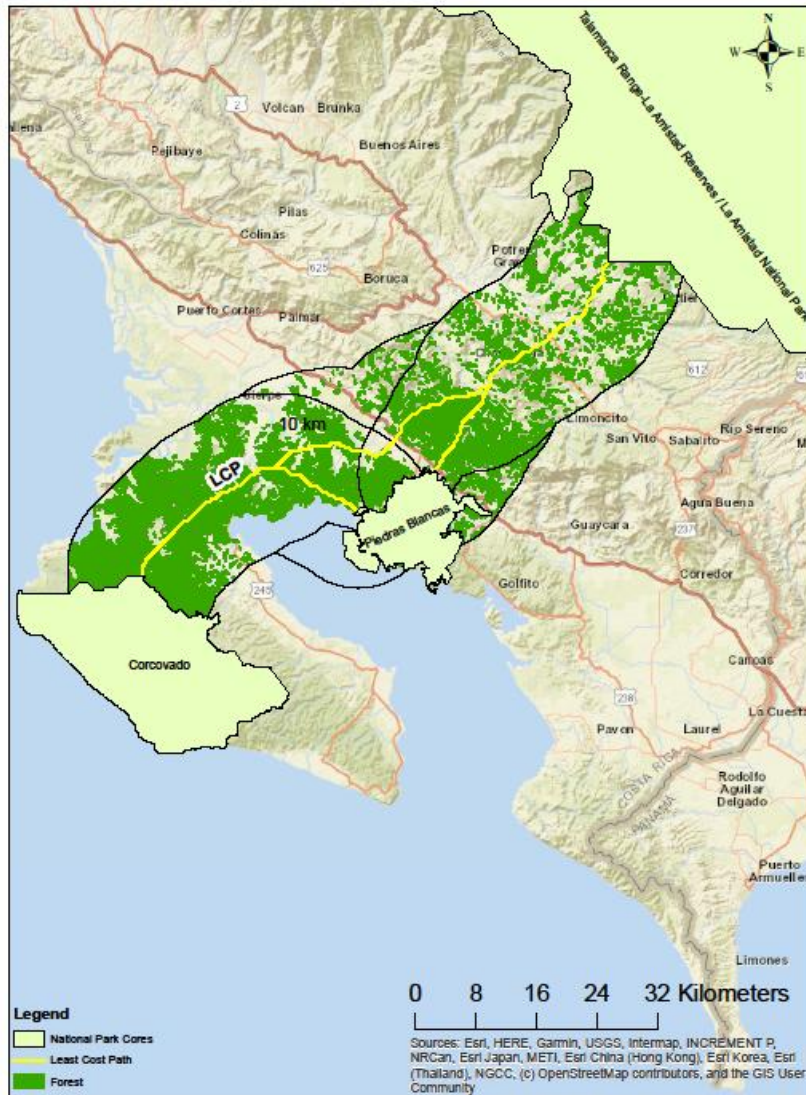 N
W E
S
Talamanca Range-La Amistad Reserves / La Amistad National Park
2
Volcan Brunka
Buenos Aires
Pejibaye
Pilas
Colinas
625
Boruca
Puerto Cortes
Palmar
612
Limoncito
San Vito
Sabalito
Rio Sereno
10 km
LCP
Agua Buena
237
Piedras Blancas
Guaycara
Corredor
Golfito
245
Corcovado
Canoas
238
La Cuesta
Pavon
Laurel
COSTA RICA
PANAMÁ
Rodolfo
Aguilar
Delgado
Puerto
Armuelles
Limones
0 8 16 24 32 Kilometers
Legend
National Park Cores
Least Cost Path
Forest
Sources: Esri, HERE, Garmin, USGS, Intermap, INCREMENT P,
NRCan, Esri Japan, METI, Esri China (Hong Kong), Esri Korea, Esri
(Thailand), NGCC, (c) OpenStreetMap contributors, and the GIS User
Community